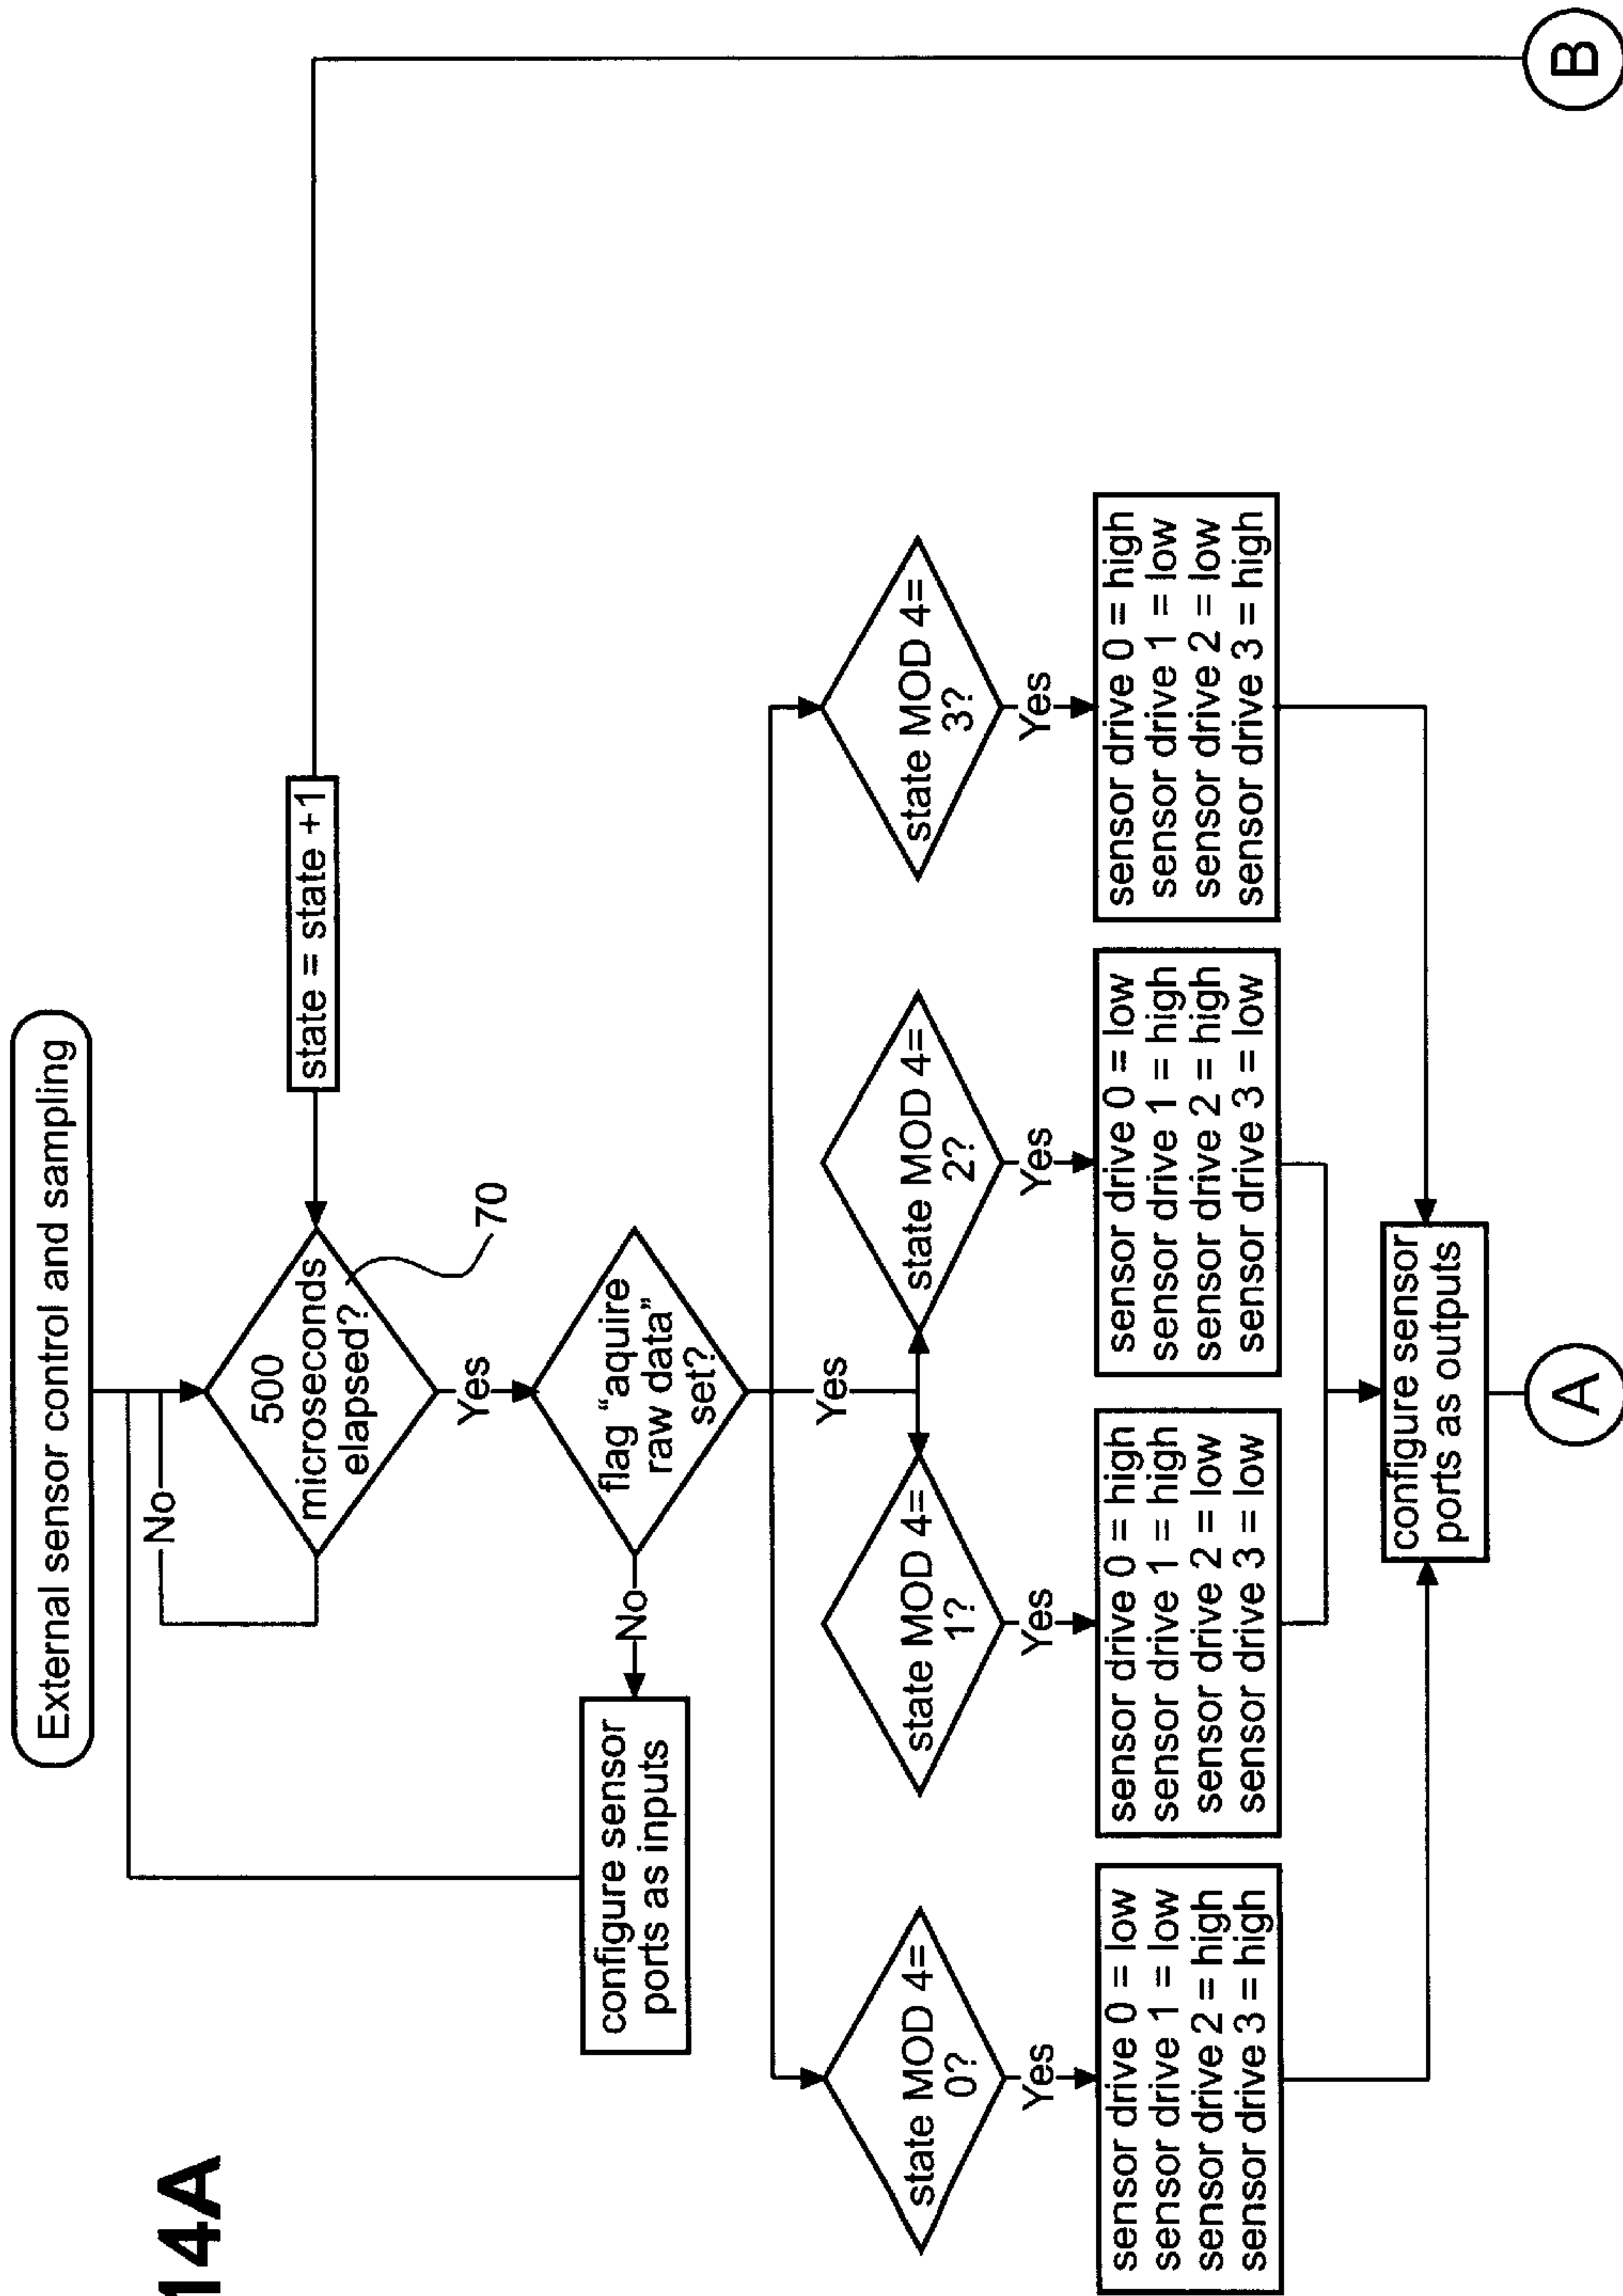 14A
External sensor control and sampling
state = state +1
500
microseconds
elapsed?
No
70
Yes
flag “aquire
raw data”
set?
No
configure sensor
ports as inputs
Yes
state MOD 4=
0?
state MOD 4=
1?
state MOD 4=
2?
state MOD 4=
3?
Yes
Yes
Yes
Yes
sensor drive 0 = low
sensor drive 1 = low
sensor drive 2 = high
sensor drive 3 = high
sensor drive 0 = high
sensor drive 1 = high
sensor drive 2 = low
sensor drive 3 = low
sensor drive 0 = low
sensor drive 1 = high
sensor drive 2 = high
sensor drive 3 = low
sensor drive 0 = high
sensor drive 1 = low
sensor drive 2 = low
sensor drive 3 = high
configure sensor
ports as outputs
A
B